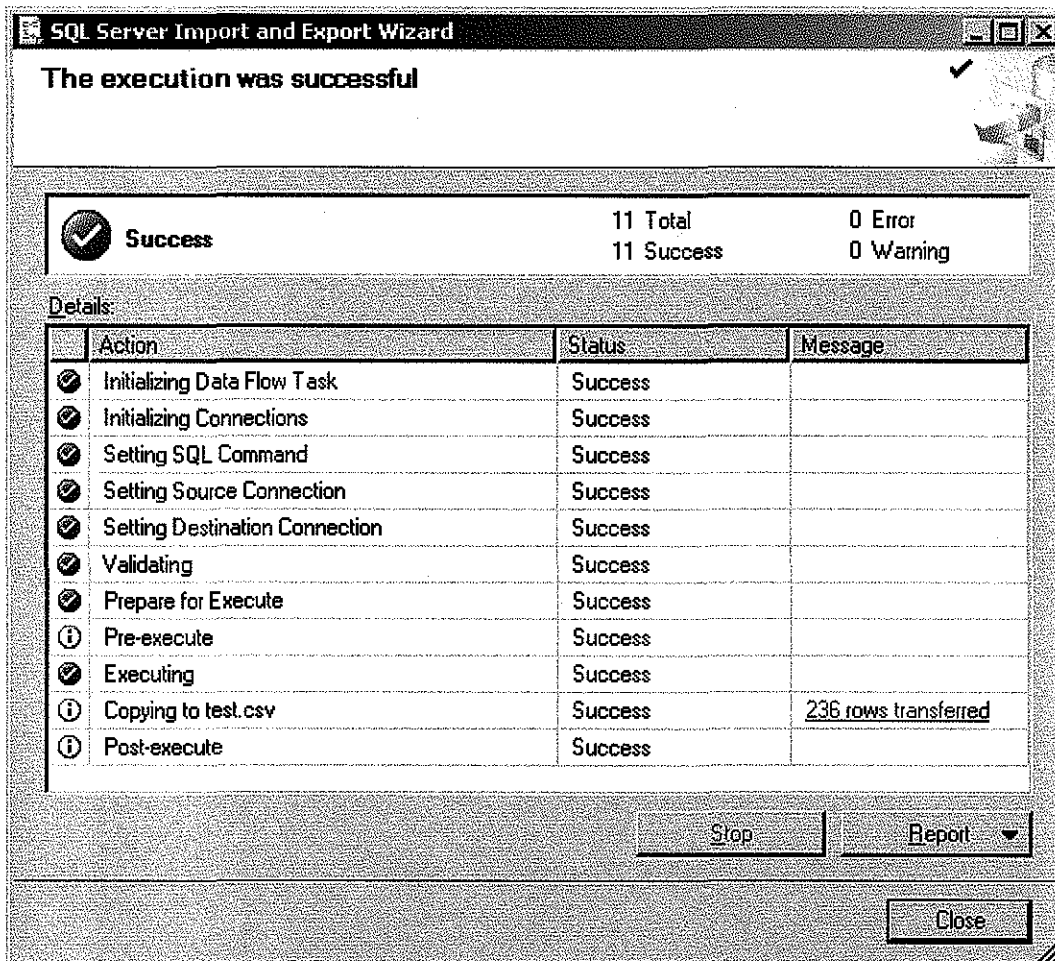 SQL Server Import and Export Wizard
The execution was successful
Success
11 Total 0 Error
11 Success 0 Warning
Details:
Action Status Message
Initializing Data Flow Task Success
Initializing Connections Success
Setting SQL Command Success
Setting Source Connection Success
Setting Destination Connection Success
Validating Success
Prepare for Execute Success
Pre-execute Success
Executing Success
Copying to test.csv Success 236 rows transferred
Post-execute Success
Stop Report
Close